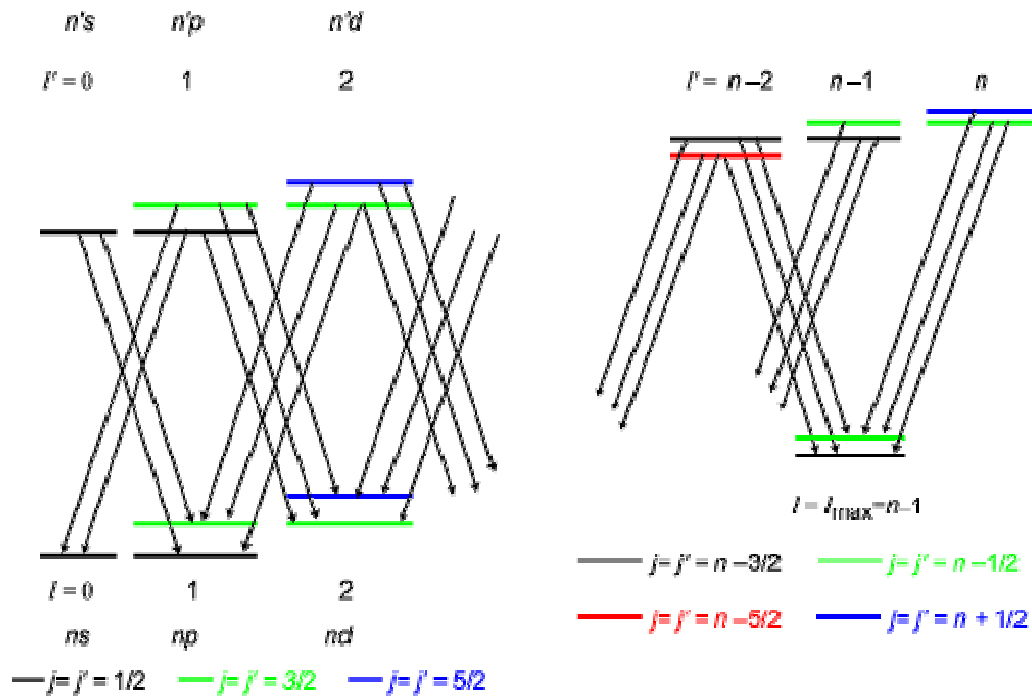 n's n'p n'd
l' = 0 1 2
l' = n–2 n–1 n
l = l_max=n–1
l = 0 1 2
ns np nd
j= j' = 1/2 j= j' = 3/2 j= j' = 5/2
j= j' = n –3/2 j= j' = n –1/2
j= j' = n –5/2 j= j' = n + 1/2